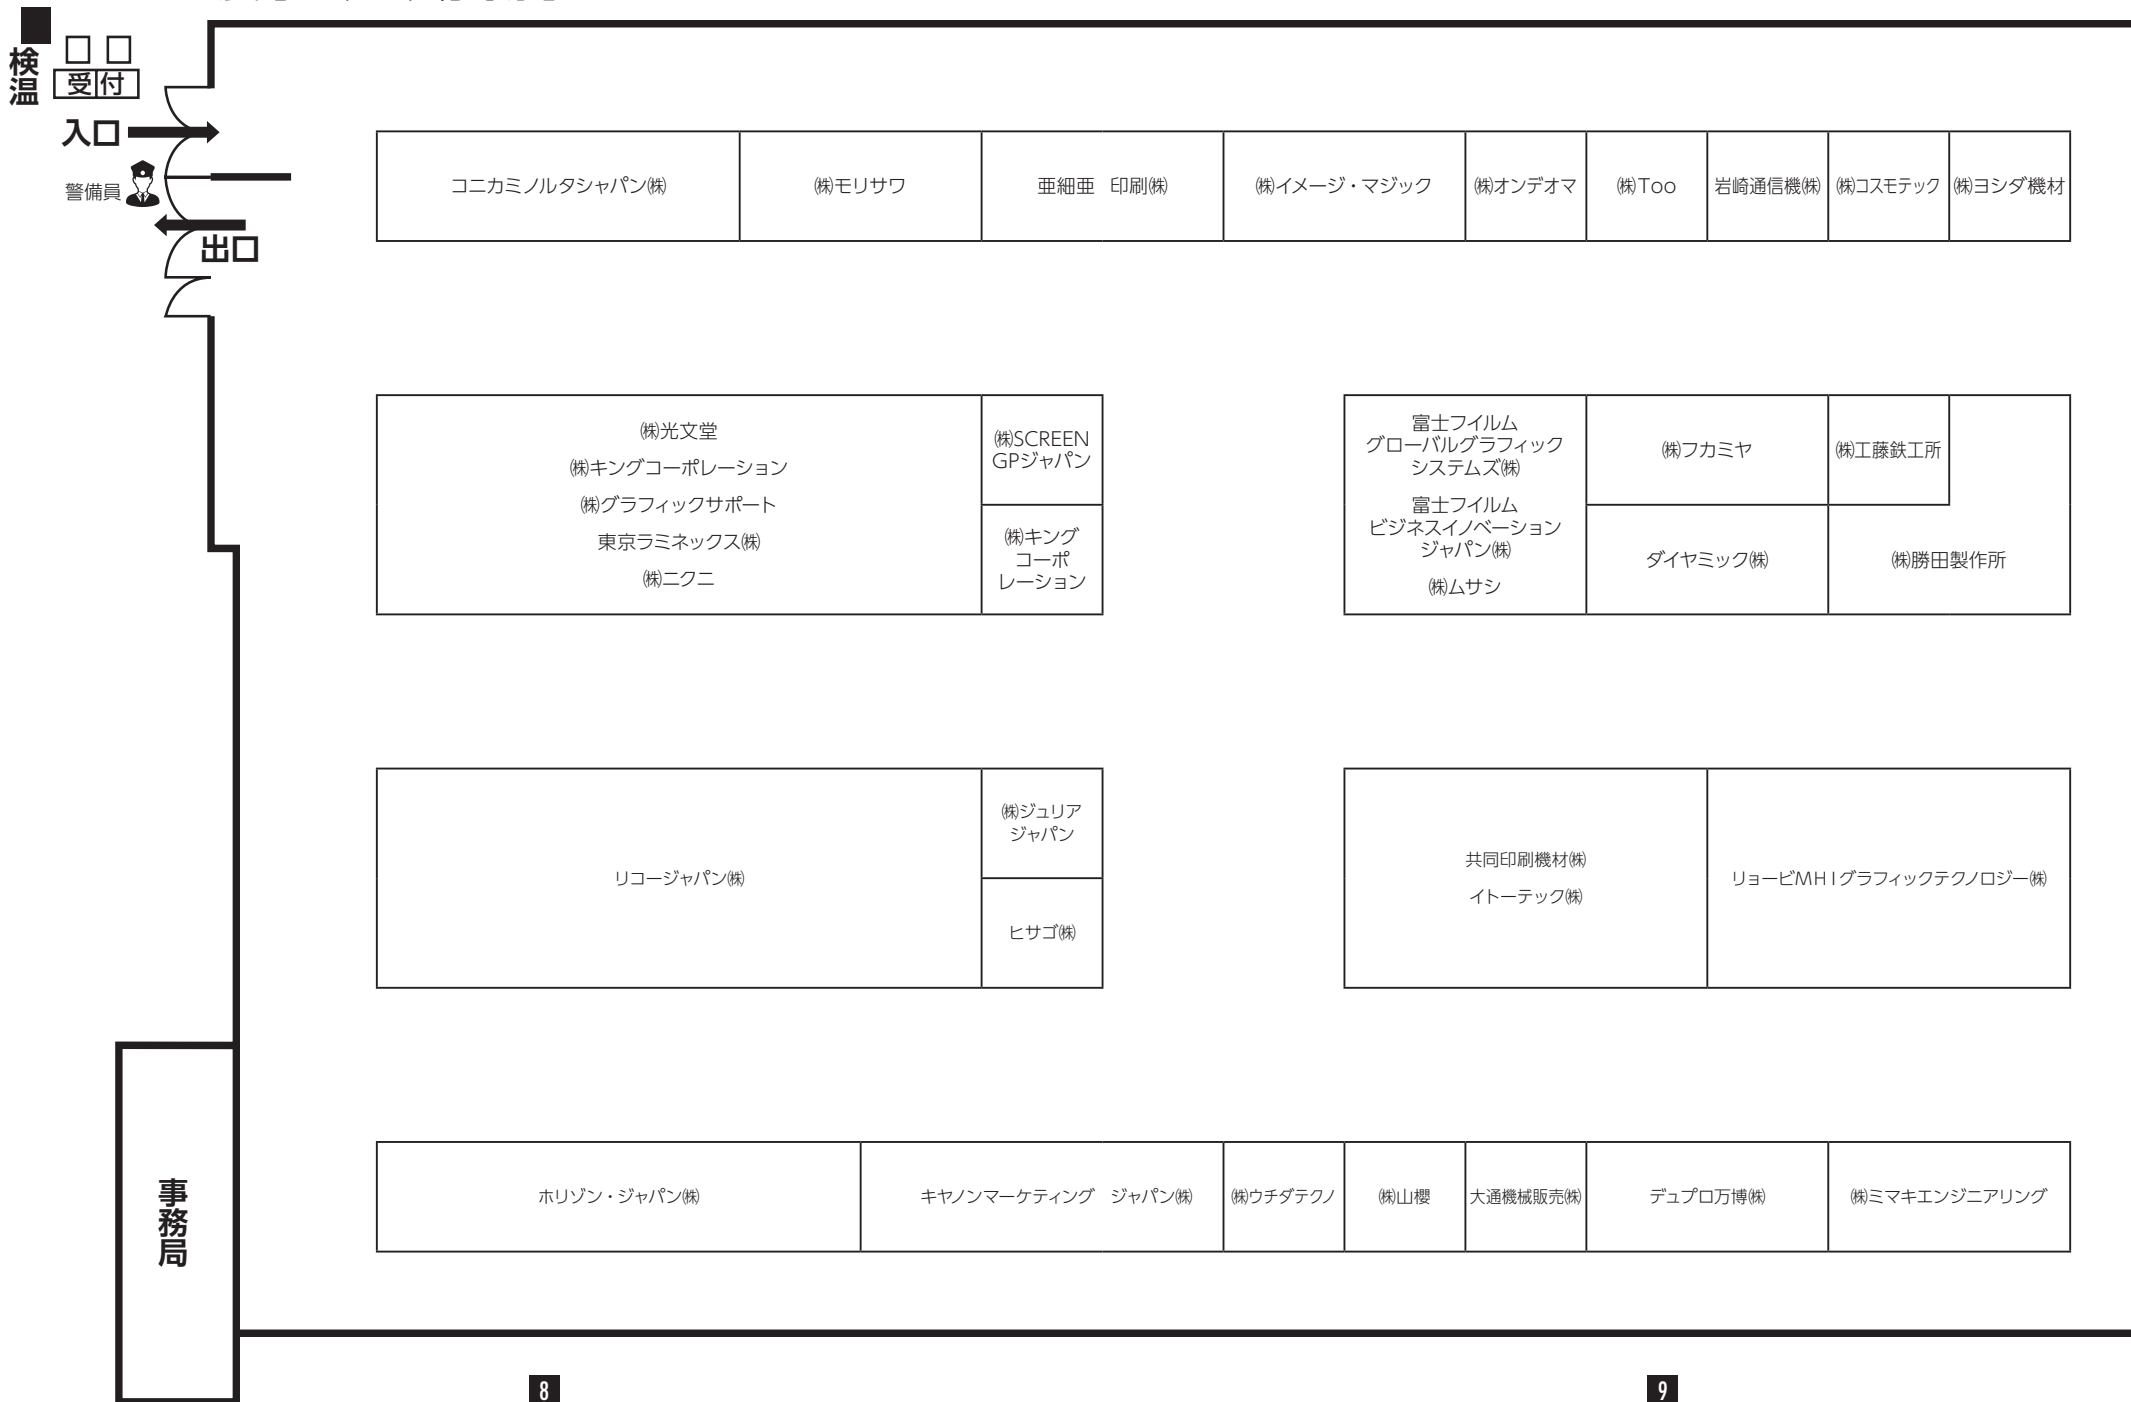 検温
受付
入口
警備員
出口
コニカミノルタシャパン㈱
㈱モリサワ
亜細亜　印刷㈱
㈱イメージ・マジック
㈱オンデオマ
㈱Too
岩崎通信機㈱
㈱コスモテック
㈱ヨシダ機材
㈱光文堂
㈱キングコーポレーション
㈱グラフィックサポート
東京ラミネックス㈱
㈱ニクニ
㈱SCREEN
GPジャパン
㈱キング
コーポ
レーション
富士フイルム
グローバルグラフィック
システムズ㈱
富士フイルム
ビジネスイノベーション
ジャパン㈱
㈱ムサシ
㈱フカミヤ
㈱工藤鉄工所
ダイヤミック㈱
㈱勝田製作所
リコージャパン㈱
㈱ジュリア
ジャパン
ヒサゴ㈱
共同印刷機材㈱
イトーテック㈱
リョービMHIグラフィックテクノロジー㈱
事務局
ホリゾン・ジャパン㈱
キヤノンマーケティング　ジャパン㈱
㈱ウチダテクノ
㈱山櫻
大通機械販売㈱
デュプロ万博㈱
㈱ミマキエンジニアリング
8
9